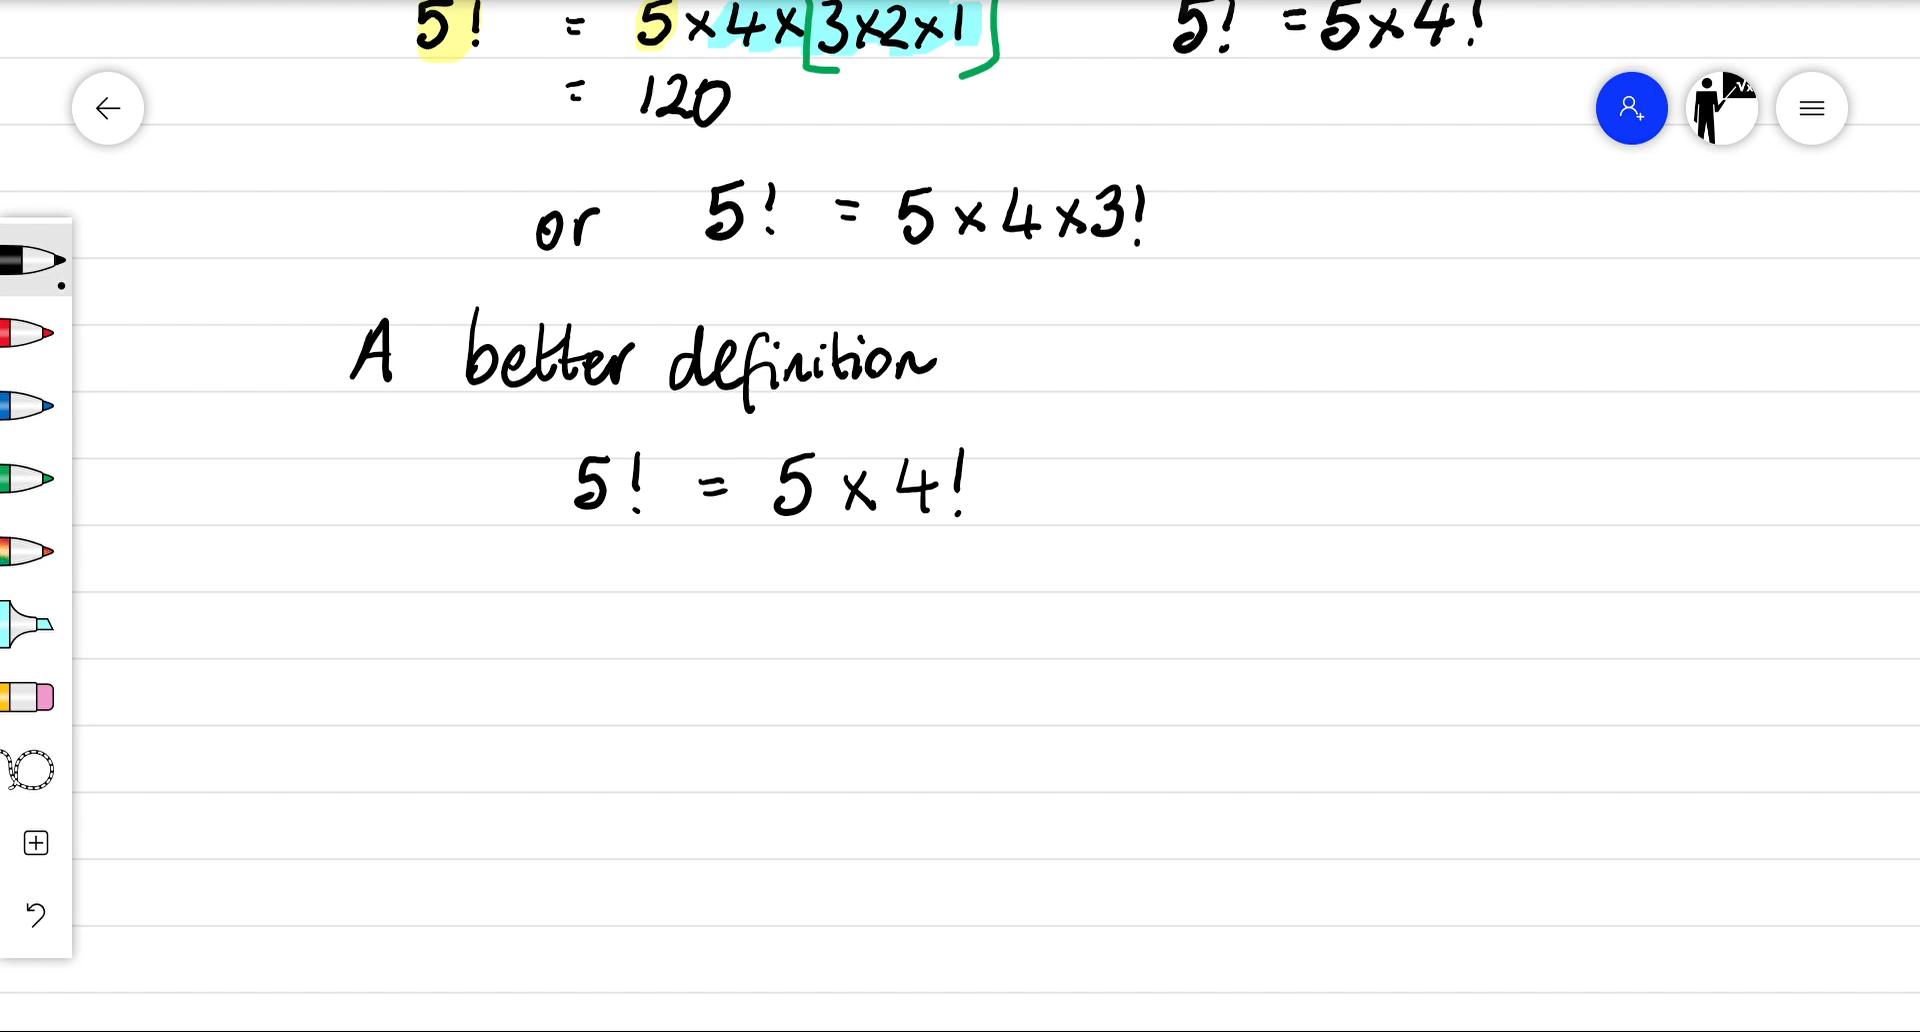 5! = 5×4×[3×2×1] 5! = 5×4!
= 120
or 5! = 5×4×3!
A better definition
5! = 5×4!